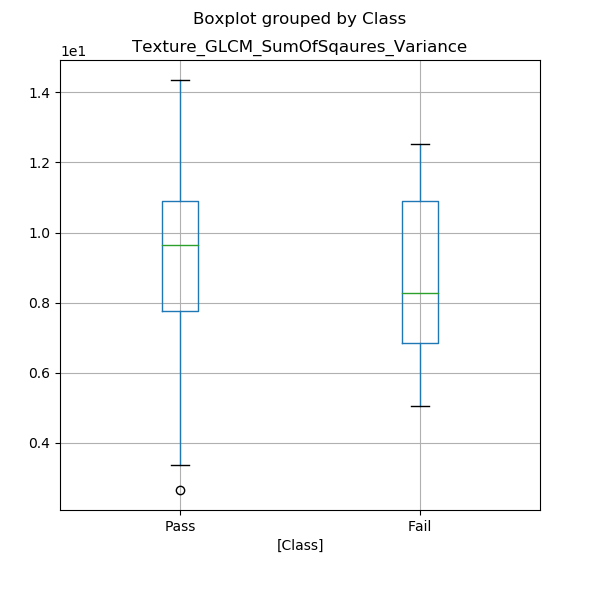 Boxplot grouped by Class
Texture_GLCM_SumOfSqaures_Variance
1e1
1.4
1.2
1.0
0.8
0.6
0.4
Pass Fail
[Class]